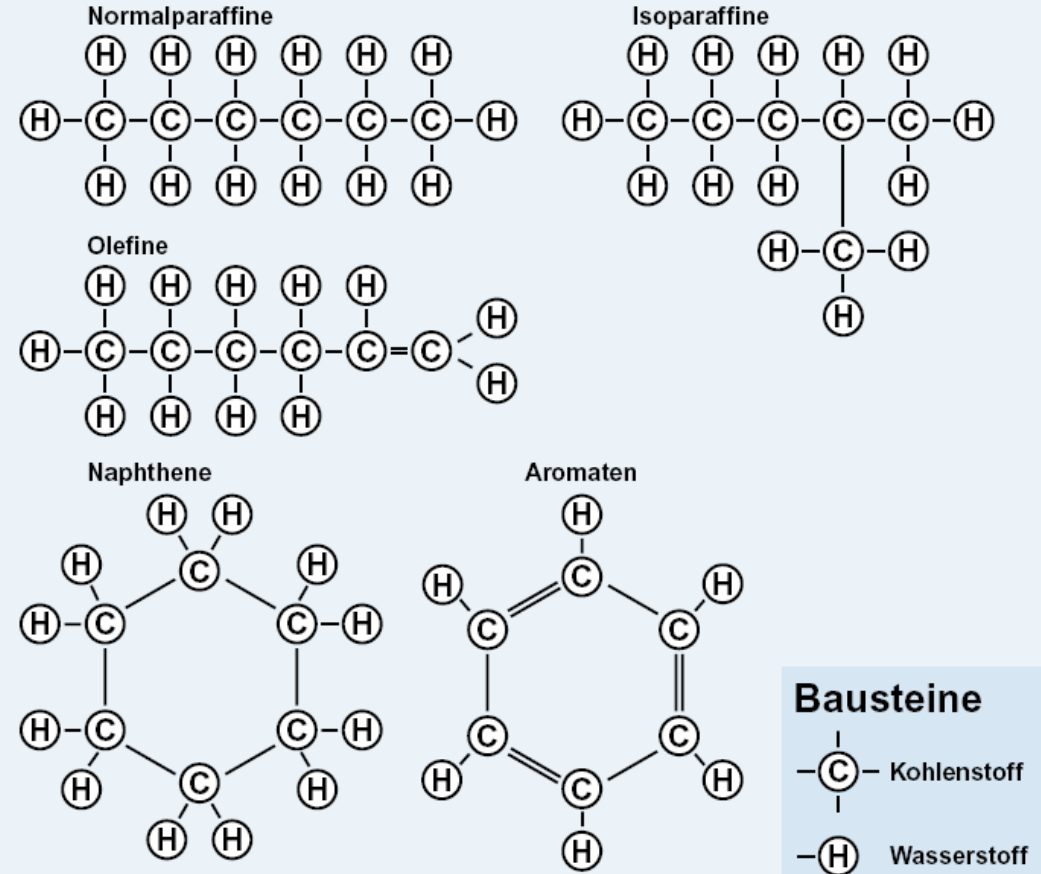 Normalparaffine
H H H H H H
H C C C C C C H
H H H H H H
Isoparaffine
H H H H H
H C C C C C H
H H H H
H C H
H
Olefine
H H H H H
H C C C C C = C H
H
H H H H
Naphthene
H H
H C H
H C C H
H C C H
H C H
H H
Aromaten
H
H C H
C C
C C
H C H
H
Bausteine
C Kohlenstoff
H Wasserstoff